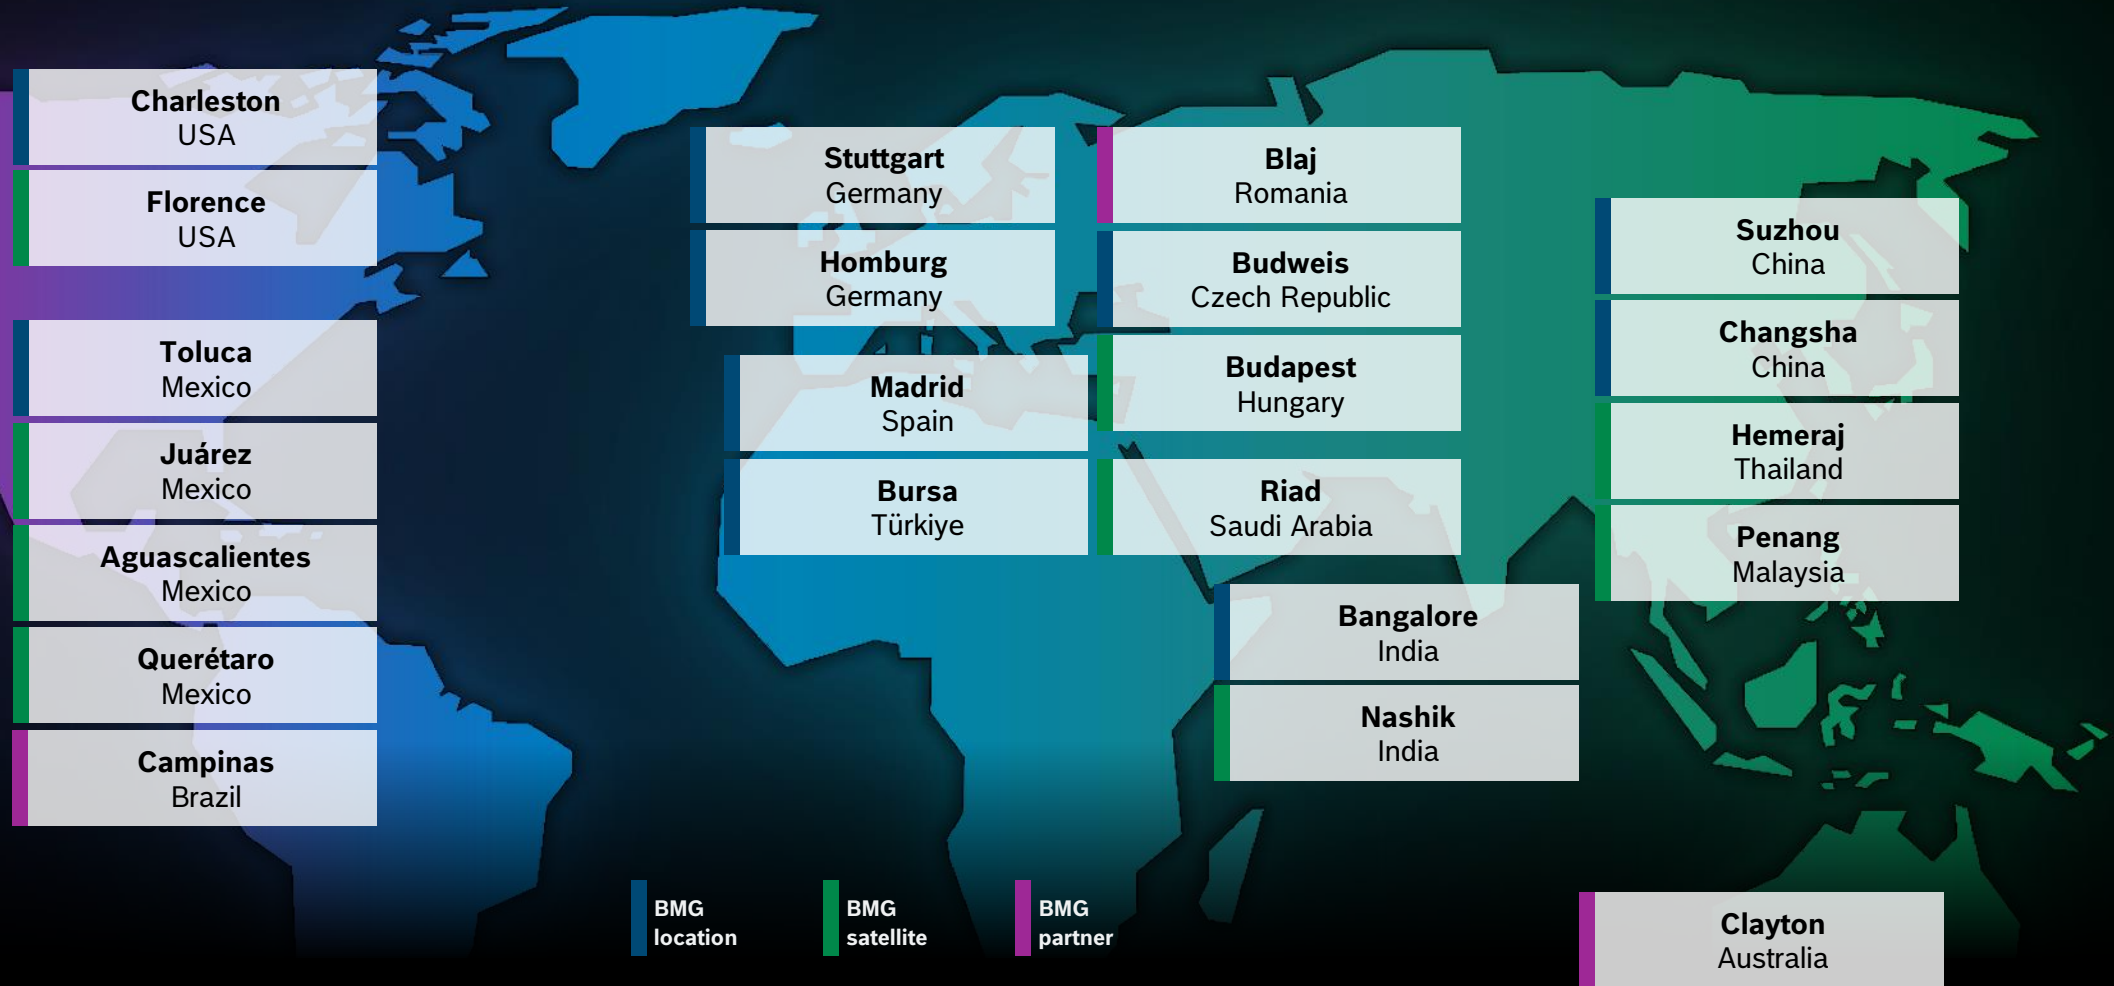 Charleston
USA
Florence
USA
Toluca
Mexico
Juárez
Mexico
Aguascalientes
Mexico
Querétaro
Mexico
Campinas
Brazil
Stuttgart
Germany
Homburg
Germany
Madrid
Spain
Bursa
Türkiye
Blaj
Romania
Budweis
Czech Republic
Budapest
Hungary
Riad
Saudi Arabia
Bangalore
India
Nashik
India
Suzhou
China
Changsha
China
Hemeraj
Thailand
Penang
Malaysia
Clayton
Australia
BMG
location
BMG
satellite
BMG
partner